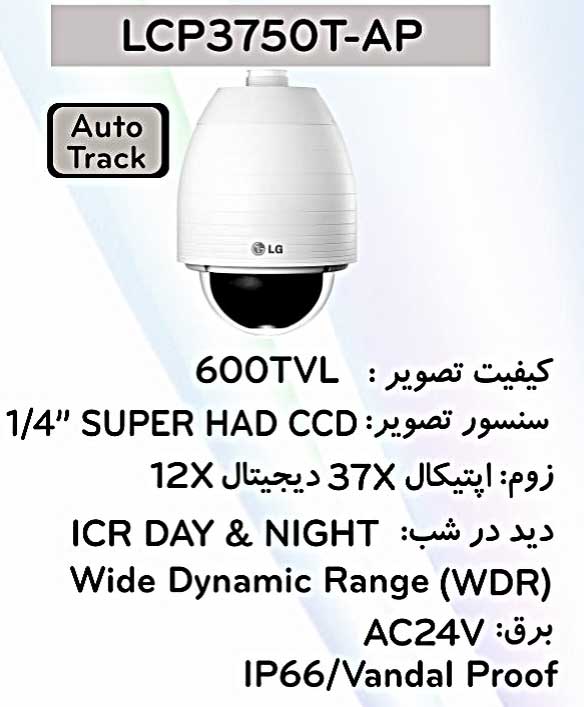 LCP3750T-AP
Auto
Track
LG
کیفیت تصویر : 600TVL
سنسور تصویر: 1/4" SUPER HAD CCD
زوم: اپتیکال 37X دیجیتال 12X
دید در شب: ICR DAY & NIGHT
Wide Dynamic Range (WDR)
برق: AC24V
IP66/Vandal Proof